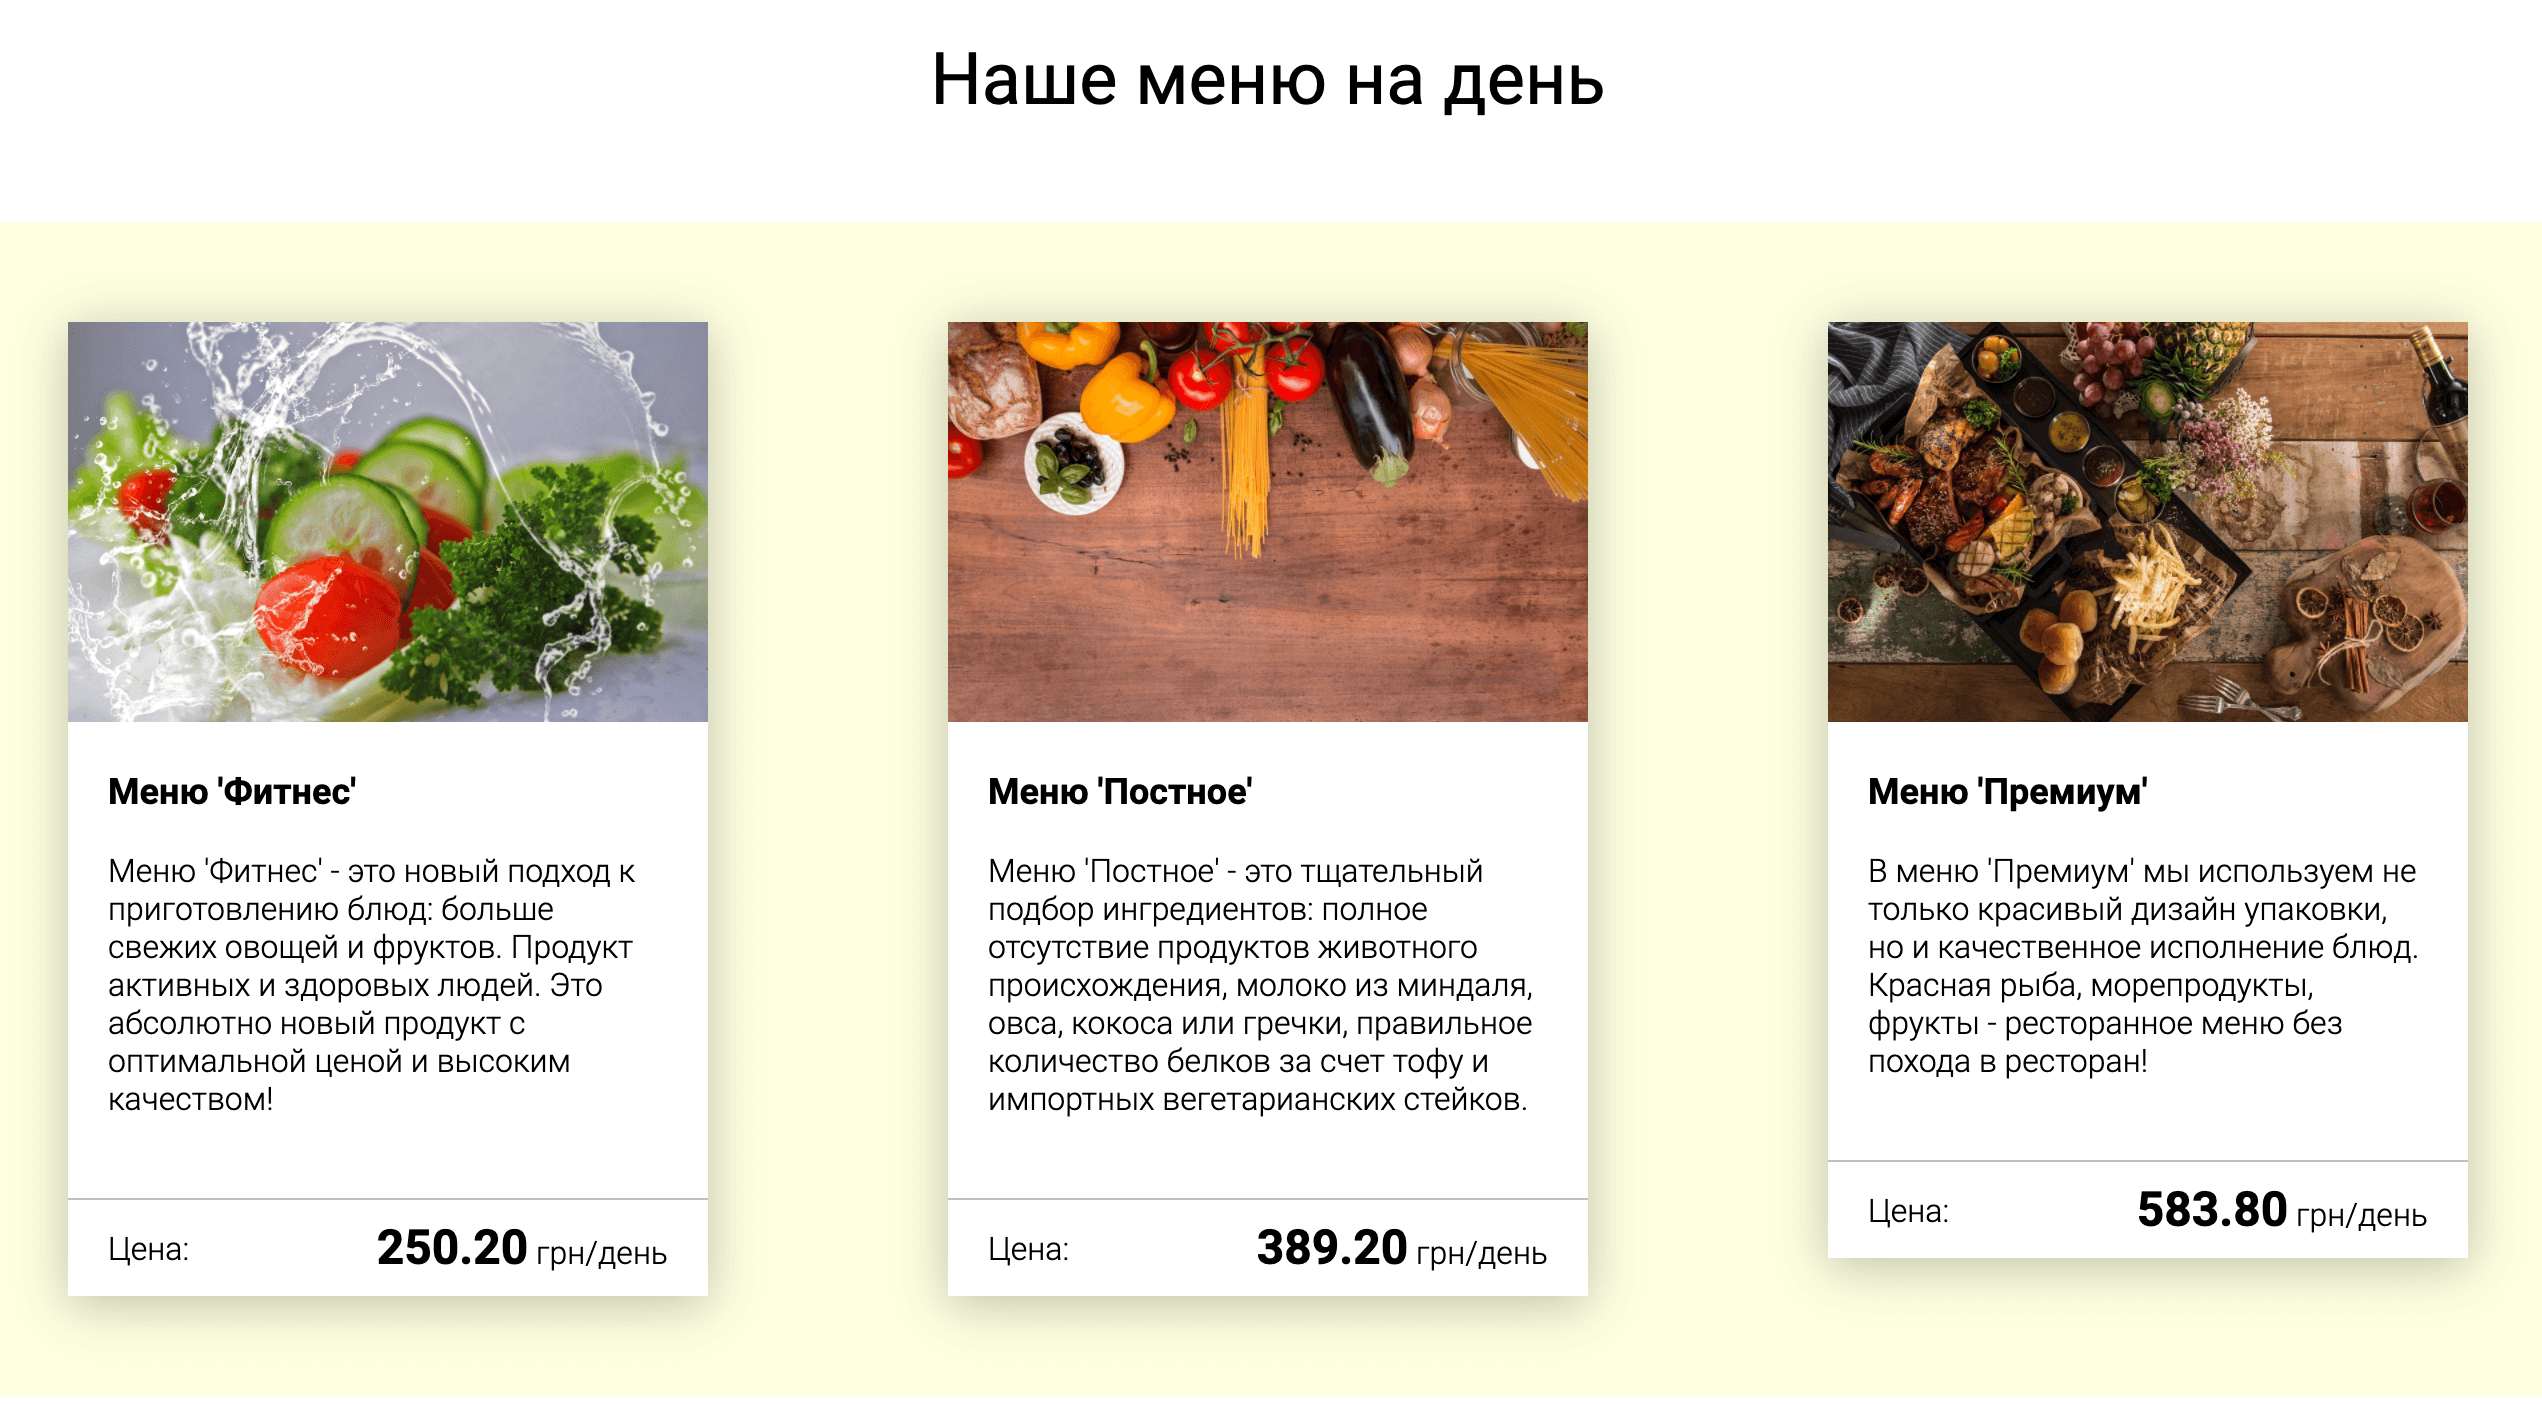 Наше меню на день
Меню 'Фитнес'
Меню 'Фитнес' - это новый подход к
приготовлению блюд: больше
свежих овощей и фруктов. Продукт
активных и здоровых людей. Это
абсолютно новый продукт с
оптимальной ценой и высоким
качеством!
Цена: 250.20 грн/день
Меню 'Постное'
Меню 'Постное' - это тщательный
подбор ингредиентов: полное
отсутствие продуктов животного
происхождения, молоко из миндаля,
овса, кокоса или гречки, правильное
количество белков за счет тофу и
импортных вегетарианских стейков.
Цена: 389.20 грн/день
Меню 'Премиум'
В меню 'Премиум' мы используем не
только красивый дизайн упаковки,
но и качественное исполнение блюд.
Красная рыба, морепродукты,
фрукты - ресторанное меню без
похода в ресторан!
Цена: 583.80 грн/день